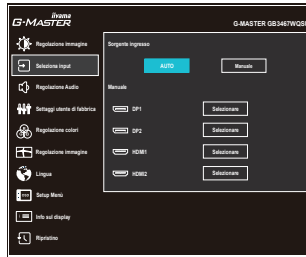 iiyama
G-MASTER
G-MASTER GB3467WQSU
Regolazione immagine
Seleziona input
Regolazione Audio
Settaggi utente di fabbrica
Regolazione colori
Regolazione immagine
Lingua
Setup Menù
Info sul display
Ripristino
Sorgente ingresso
AUTO
Manuale
Manuale
DP1
Selezionare
DP2
Selezionare
HDMI1
Selezionare
HDMI2
Selezionare